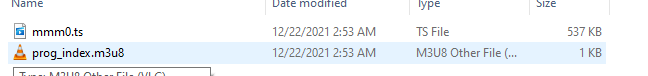 Name Date modified Type Size
mmm0.ts 12/22/2021 2:53 AM TS File 537 KB
prog_index.m3u8 12/22/2021 2:53 AM M3U8 Other File (... 1 KB
Type: M3U8 Other File (VLC)